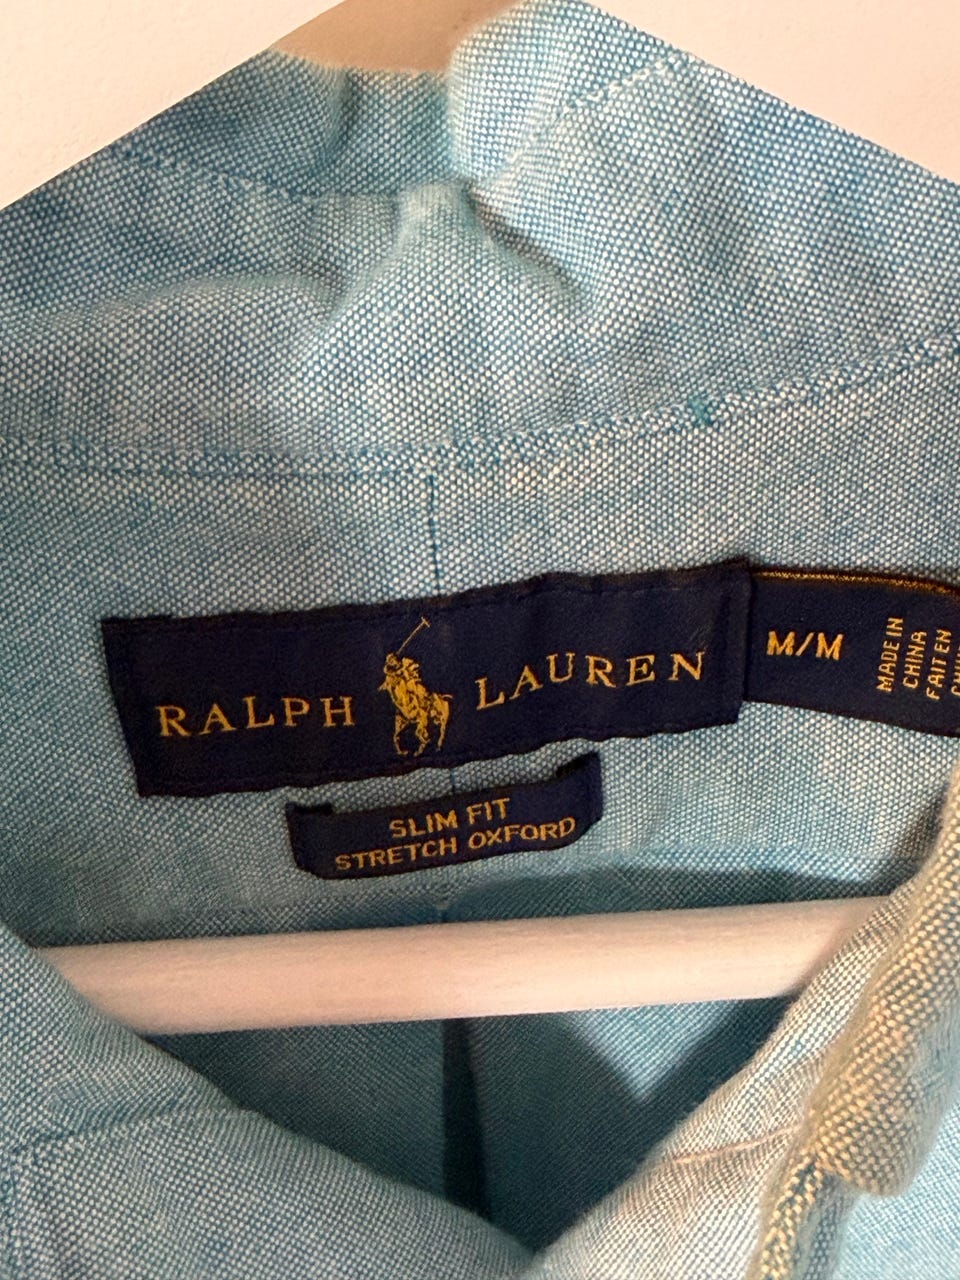 RALPH LAUREN
SLIM FIT
STRETCH OXFORD
M/M
MADE IN
CHINA
FAIT EN